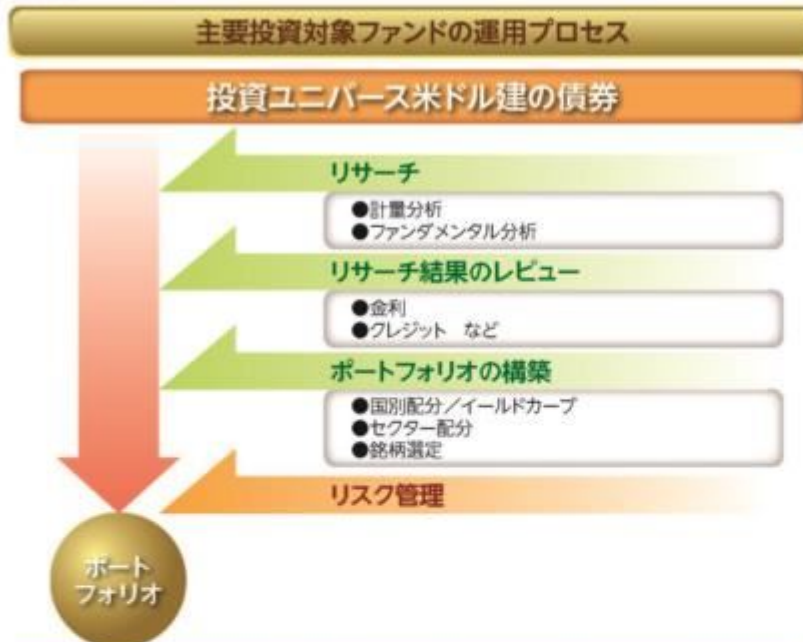 主要投資対象ファンドの運用プロセス
投資ユニバース米ドル建の債券
リサーチ
●計量分析
●ファンダメンタル分析
リサーチ結果のレビュー
●金利
●クレジット　など
ポートフォリオの構築
●国別配分／イールドカーブ
●セクター配分
●銘柄選定
リスク管理
ポート
フォリオ